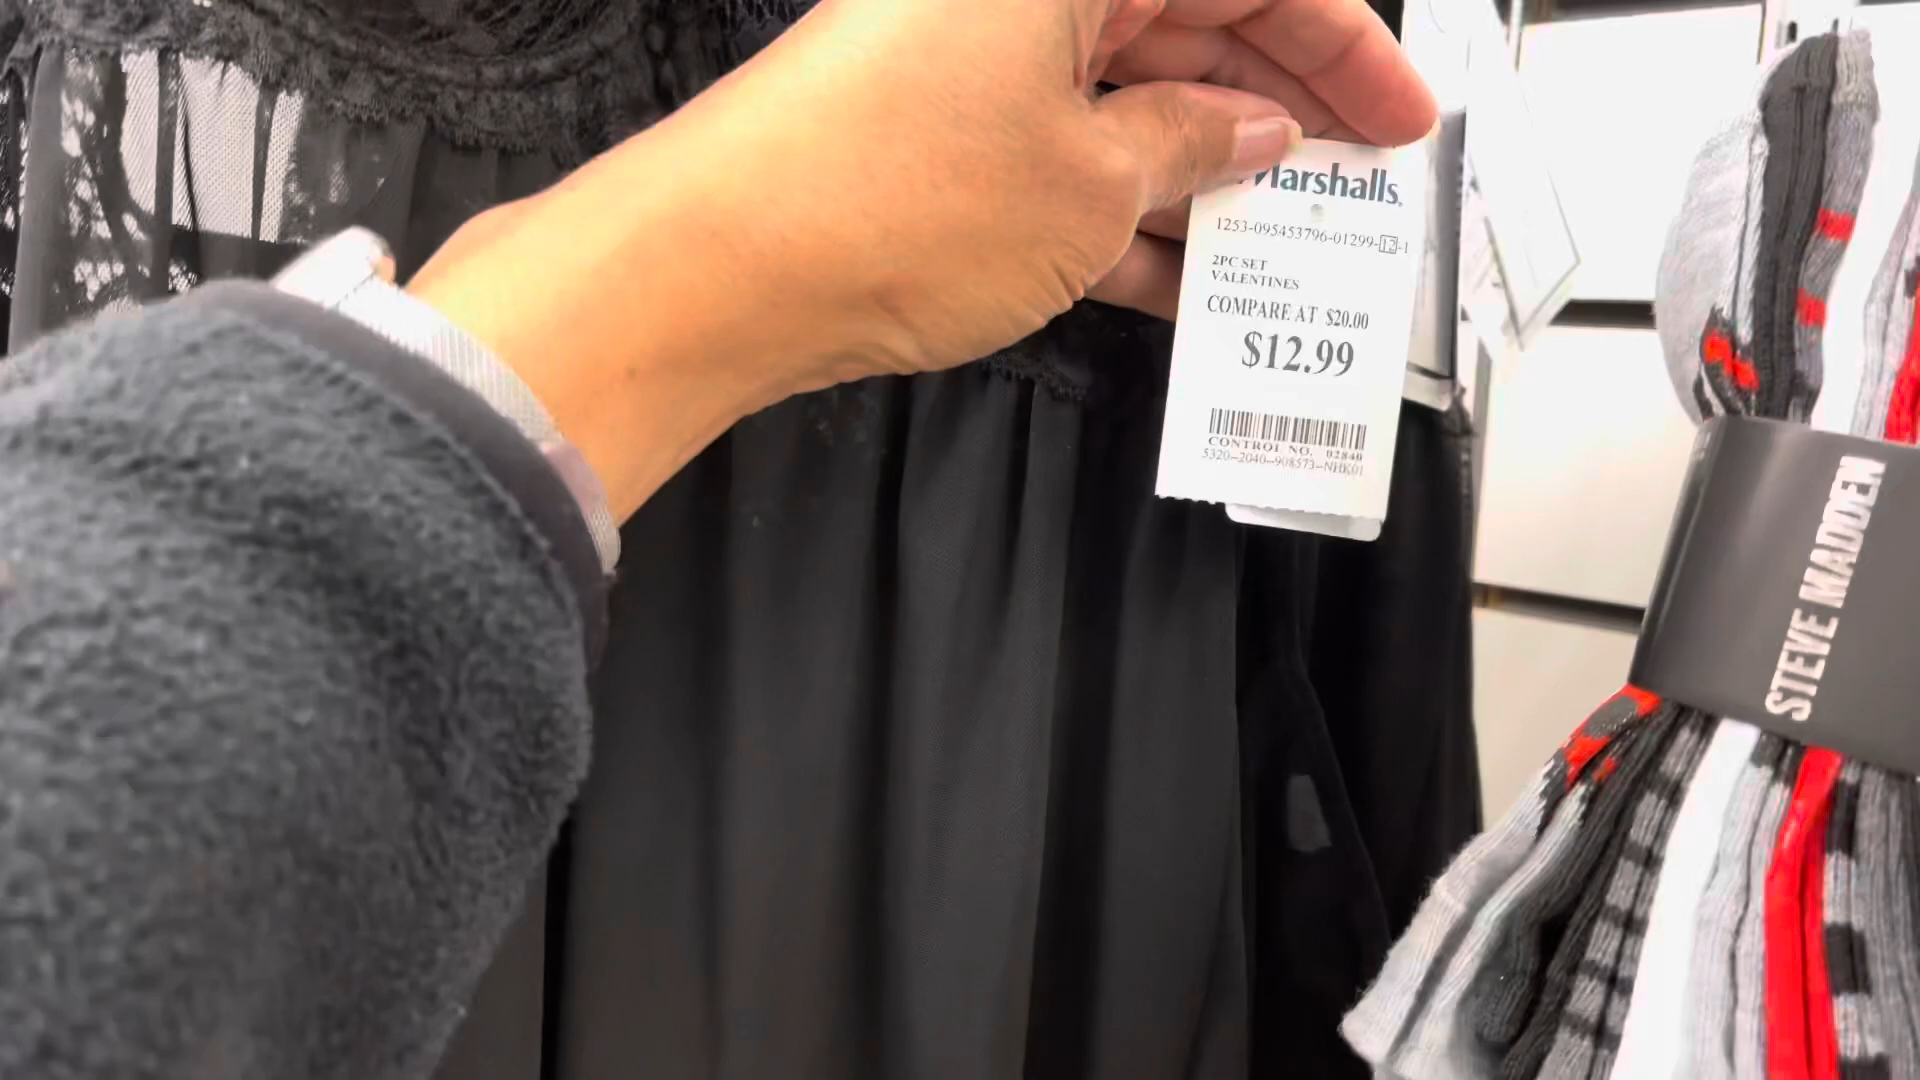 Marshalls.
1253-095453796-01299-12-1
2PC SET
VALENTINES
COMPARE AT $20.00
$12.99
CONTROL NO. 02840
5320-2040-908573-NHK01
STEVE MADDEN